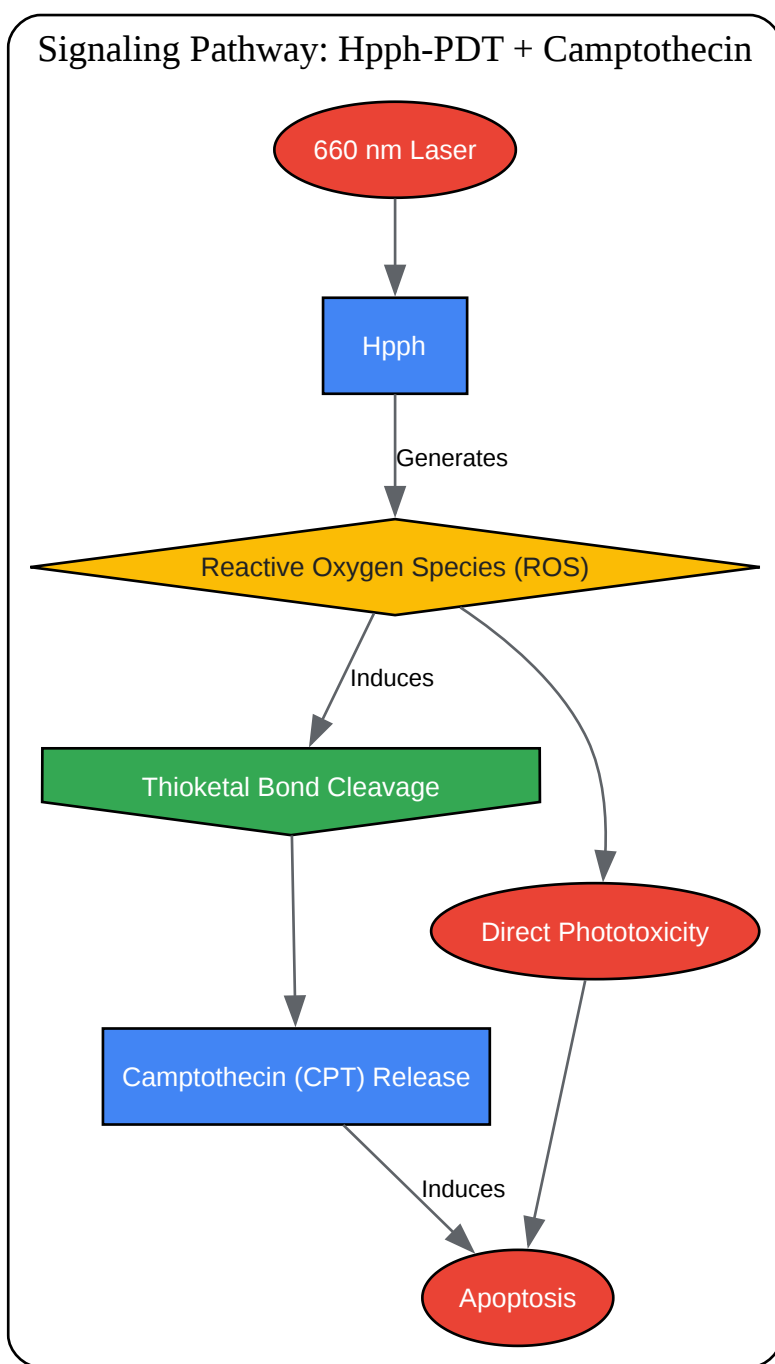 Signaling Pathway: Hpph-PDT + Camptothecin
660 nm Laser
Hpph
Generates
Reactive Oxygen Species (ROS)
Induces
Thioketal Bond Cleavage
Direct Phototoxicity
Camptothecin (CPT) Release
Induces
Apoptosis